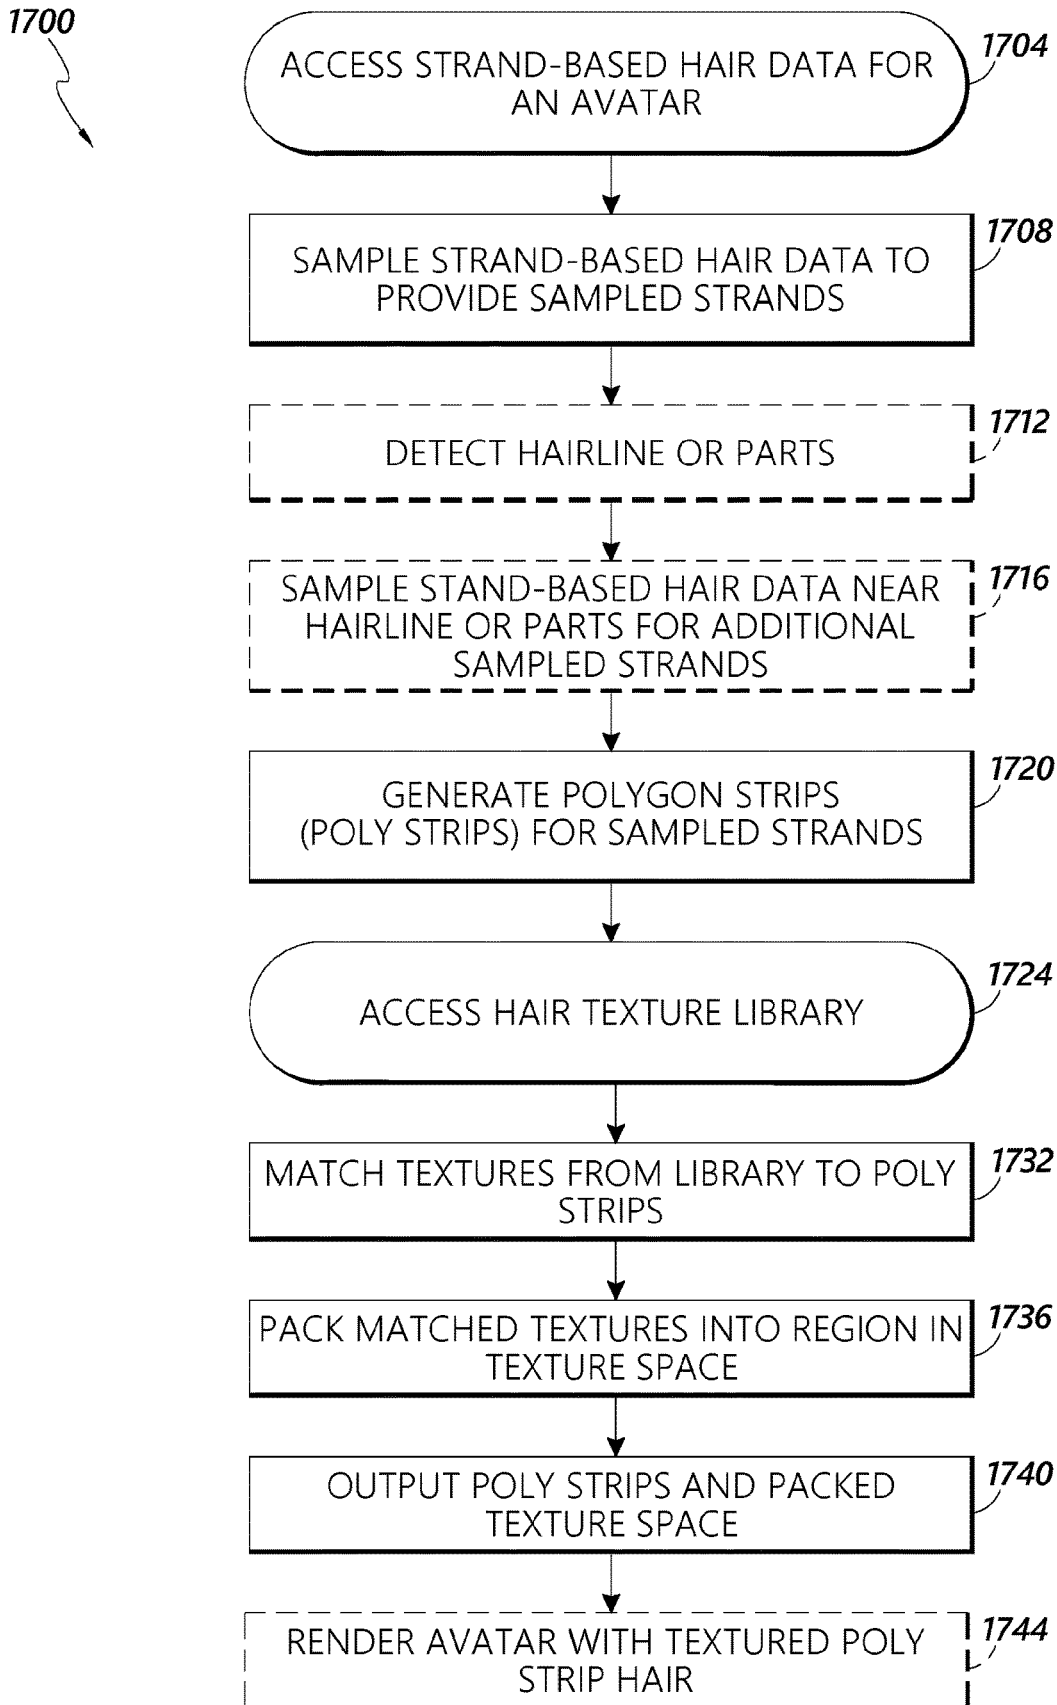 1700
ACCESS STRAND-BASED HAIR DATA FOR
AN AVATAR
1704
SAMPLE STRAND-BASED HAIR DATA TO
PROVIDE SAMPLED STRANDS
1708
DETECT HAIRLINE OR PARTS
1712
SAMPLE STAND-BASED HAIR DATA NEAR
HAIRLINE OR PARTS FOR ADDITIONAL
SAMPLED STRANDS
1716
GENERATE POLYGON STRIPS
(POLY STRIPS) FOR SAMPLED STRANDS
1720
ACCESS HAIR TEXTURE LIBRARY
1724
MATCH TEXTURES FROM LIBRARY TO POLY
STRIPS
1732
PACK MATCHED TEXTURES INTO REGION IN
TEXTURE SPACE
1736
OUTPUT POLY STRIPS AND PACKED
TEXTURE SPACE
1740
RENDER AVATAR WITH TEXTURED POLY
STRIP HAIR
1744